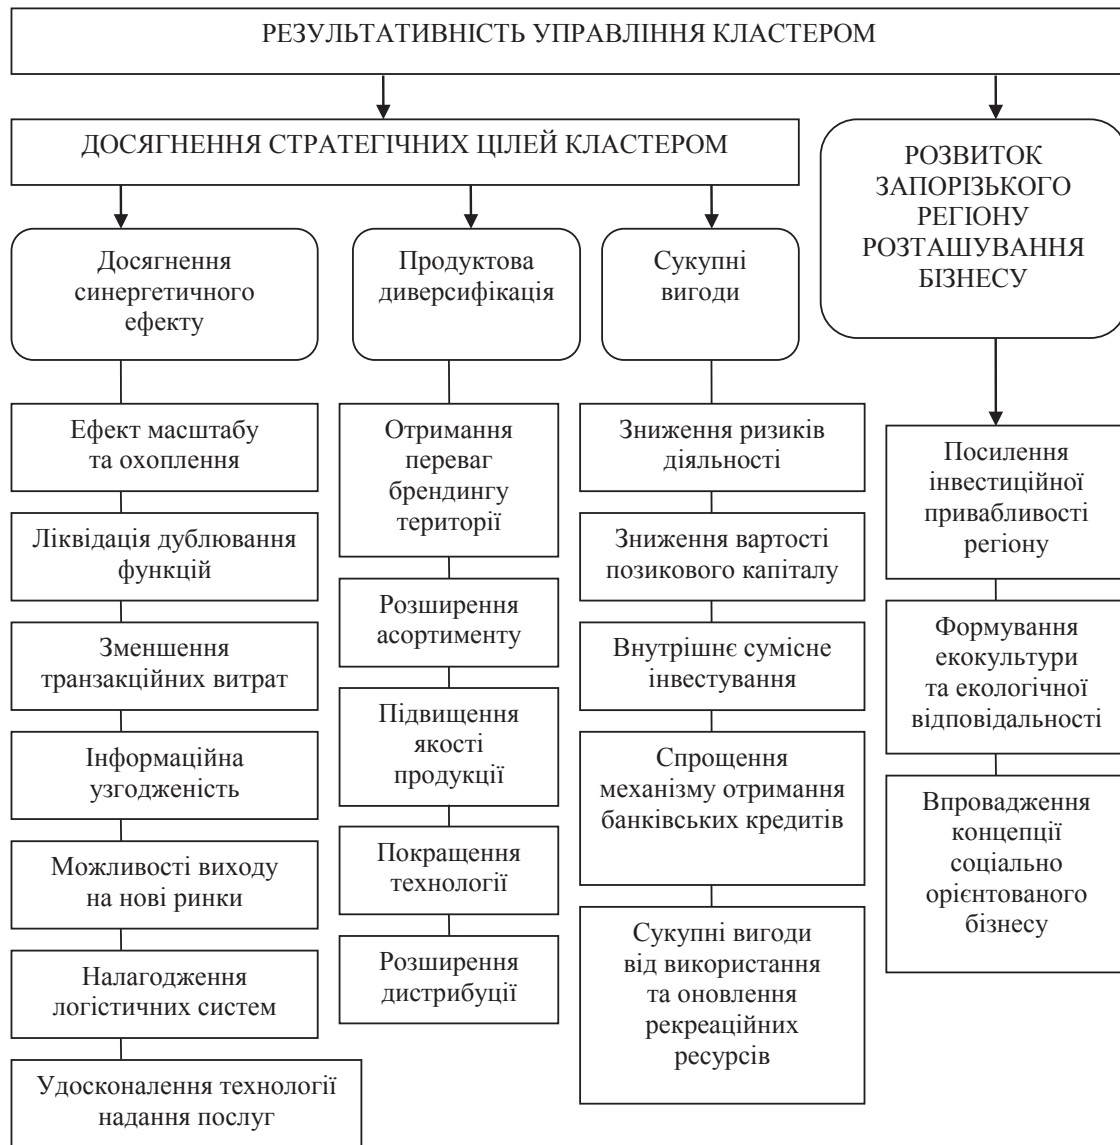 РЕЗУЛЬТАТИВНІСТЬ УПРАВЛІННЯ КЛАСТЕРОМ
ДОСЯГНЕННЯ СТРАТЕГІЧНИХ ЦІЛЕЙ КЛАСТЕРОМ
Досягнення
синергетичного
ефекту
Ефект масштабу
та охоплення
Ліквідація дублювання
функцій
Зменшення
транзакційних витрат
Інформаційна
узгодженість
Можливості виходу
на нові ринки
Налагодження
логістичних систем
Удосконалення технології
надання послуг
Продуктова
диверсифікація
Отримання
переваг
брендингу
території
Розширення
асортименту
Підвищення
якості
продукції
Покращення
технології
Розширення
дистрибуції
Сукупні
вигоди
Зниження ризиків
діяльності
Зниження вартості
позикового капіталу
Внутрішнє сумісне
інвестування
Спрощення
механізму отримання
банківських кредитів
Сукупні вигоди
від використання
та оновлення
рекреаційних
ресурсів
РОЗВИТОК
ЗАПОРІЗЬКОГО
РЕГІОНУ
РОЗТАШУВАННЯ
БІЗНЕСУ
Посилення
інвестиційної
привабливості
регіону
Формування
екокультури
та екологічної
відповідальності
Впровадження
концепції
соціально
орієнтованого
бізнесу